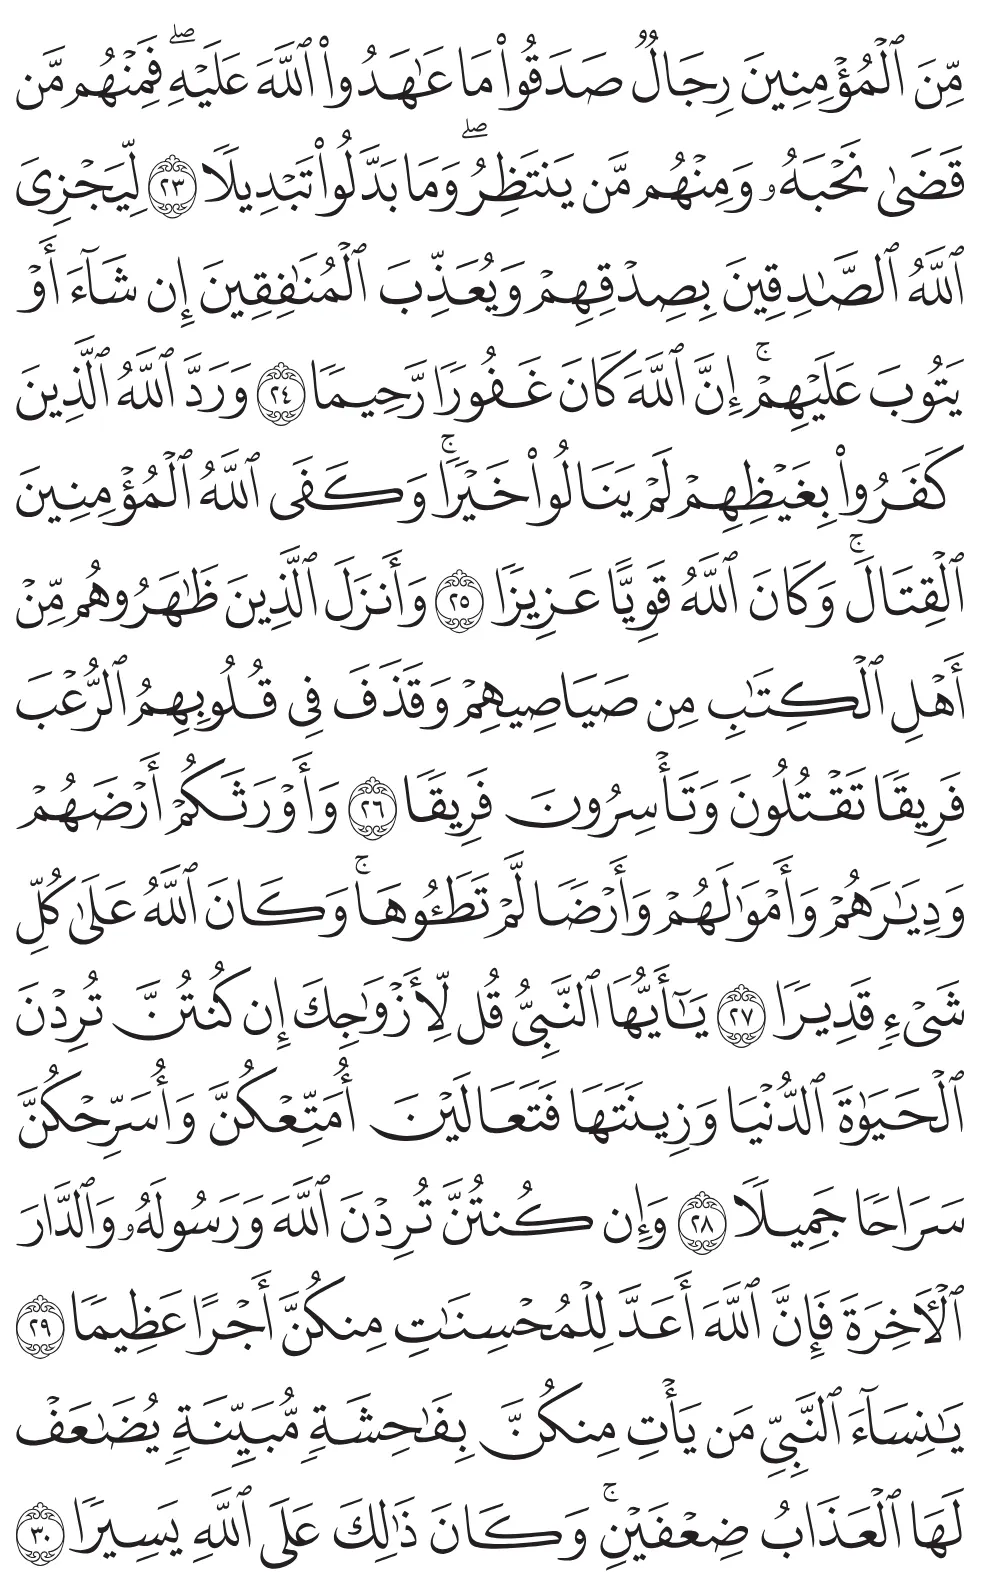 مِّنَ ٱلْمُؤْمِنِينَ رِجَالٌ صَدَقُوا۟ مَا عَـٰهَدُوا۟ ٱللَّهَ عَلَيْهِ ۖ فَمِنْهُم مَّن
قَضَىٰ نَحْبَهُۥ وَمِنْهُم مَّن يَنتَظِرُ ۖ وَمَا بَدَّلُوا۟ تَبْدِيلًا ٢٣ لِّيَجْزِىَ
ٱللَّهُ ٱلصَّـٰدِقِينَ بِصِدْقِهِمْ وَيُعَذِّبَ ٱلْمُنَـٰفِقِينَ إِن شَآءَ أَوْ
يَتُوبَ عَلَيْهِمْ ۚ إِنَّ ٱللَّهَ كَانَ غَفُورًا رَّحِيمًا ٢٤ وَرَدَّ ٱللَّهُ ٱلَّذِينَ
كَفَرُوا۟ بِغَيْظِهِمْ لَمْ يَنَالُوا۟ خَيْرًا ۚ وَكَفَى ٱللَّهُ ٱلْمُؤْمِنِينَ
ٱلْقِتَالَ ۚ وَكَانَ ٱللَّهُ قَوِيًّا عَزِيزًا ٢٥ وَأَنزَلَ ٱلَّذِينَ ظَـٰهَرُوهُم مِّنْ
أَهْلِ ٱلْكِتَـٰبِ مِن صَيَاصِيهِمْ وَقَذَفَ فِى قُلُوبِهِمُ ٱلرُّعْبَ
فَرِيقًا تَقْتُلُونَ وَتَأْسِرُونَ فَرِيقًا ٢٦ وَأَوْرَثَكُمْ أَرْضَهُمْ
وَدِيَـٰرَهُمْ وَأَمْوَٰلَهُمْ وَأَرْضًا لَّمْ تَطَـُٔوهَا ۚ وَكَانَ ٱللَّهُ عَلَىٰ كُلِّ
شَىْءٍ قَدِيرًا ٢٧ يَـٰٓأَيُّهَا ٱلنَّبِىُّ قُل لِّأَزْوَٰجِكَ إِن كُنتُنَّ تُرِدْنَ
ٱلْحَيَوٰةَ ٱلدُّنْيَا وَزِينَتَهَا فَتَعَالَيْنَ أُمَتِّعْكُنَّ وَأُسَرِّحْكُنَّ
سَرَاحًا جَمِيلًا ٢٨ وَإِن كُنتُنَّ تُرِدْنَ ٱللَّهَ وَرَسُولَهُۥ وَٱلدَّارَ
ٱلْـَٔاخِرَةَ فَإِنَّ ٱللَّهَ أَعَدَّ لِلْمُحْسِنَـٰتِ مِنكُنَّ أَجْرًا عَظِيمًا ٢٩
يَـٰنِسَآءَ ٱلنَّبِىِّ مَن يَأْتِ مِنكُنَّ بِفَـٰحِشَةٍ مُّبَيِّنَةٍ يُضَـٰعَفْ
لَهَا ٱلْعَذَابُ ضِعْفَيْنِ ۚ وَكَانَ ذَٰلِكَ عَلَى ٱللَّهِ يَسِيرًا ٣٠